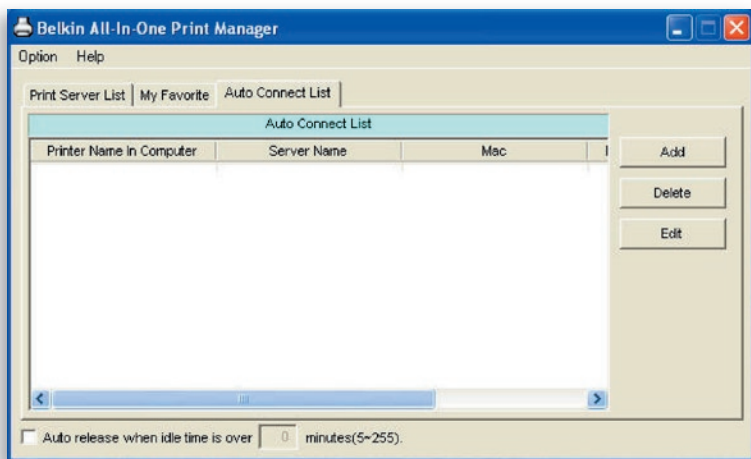 Belkin All-In-One Print Manager
Option Help
Print Server List My Favorite Auto Connect List
Auto Connect List
Printer Name In Computer Server Name Mac
Add
Delete
Edit
Auto release when idle time is over 0 minutes(5~255).